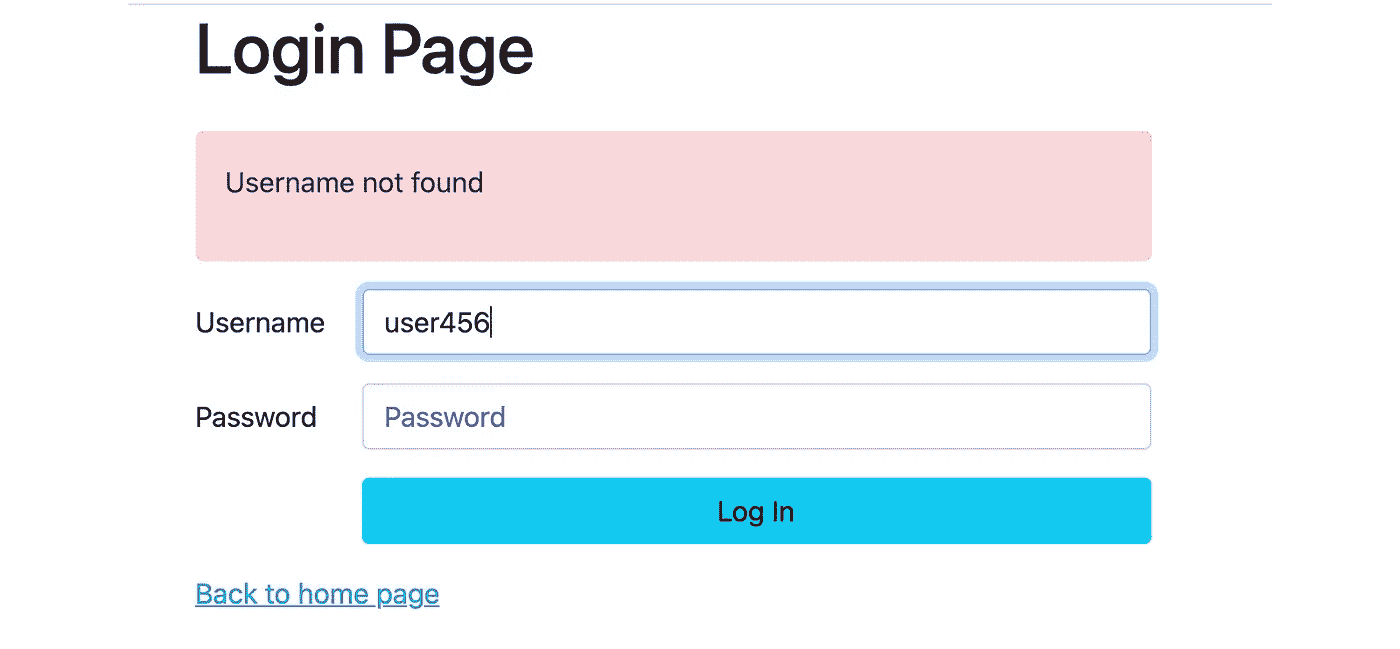 Login Page
Username not found
Username user456
Password Password
Log In
Back to home page